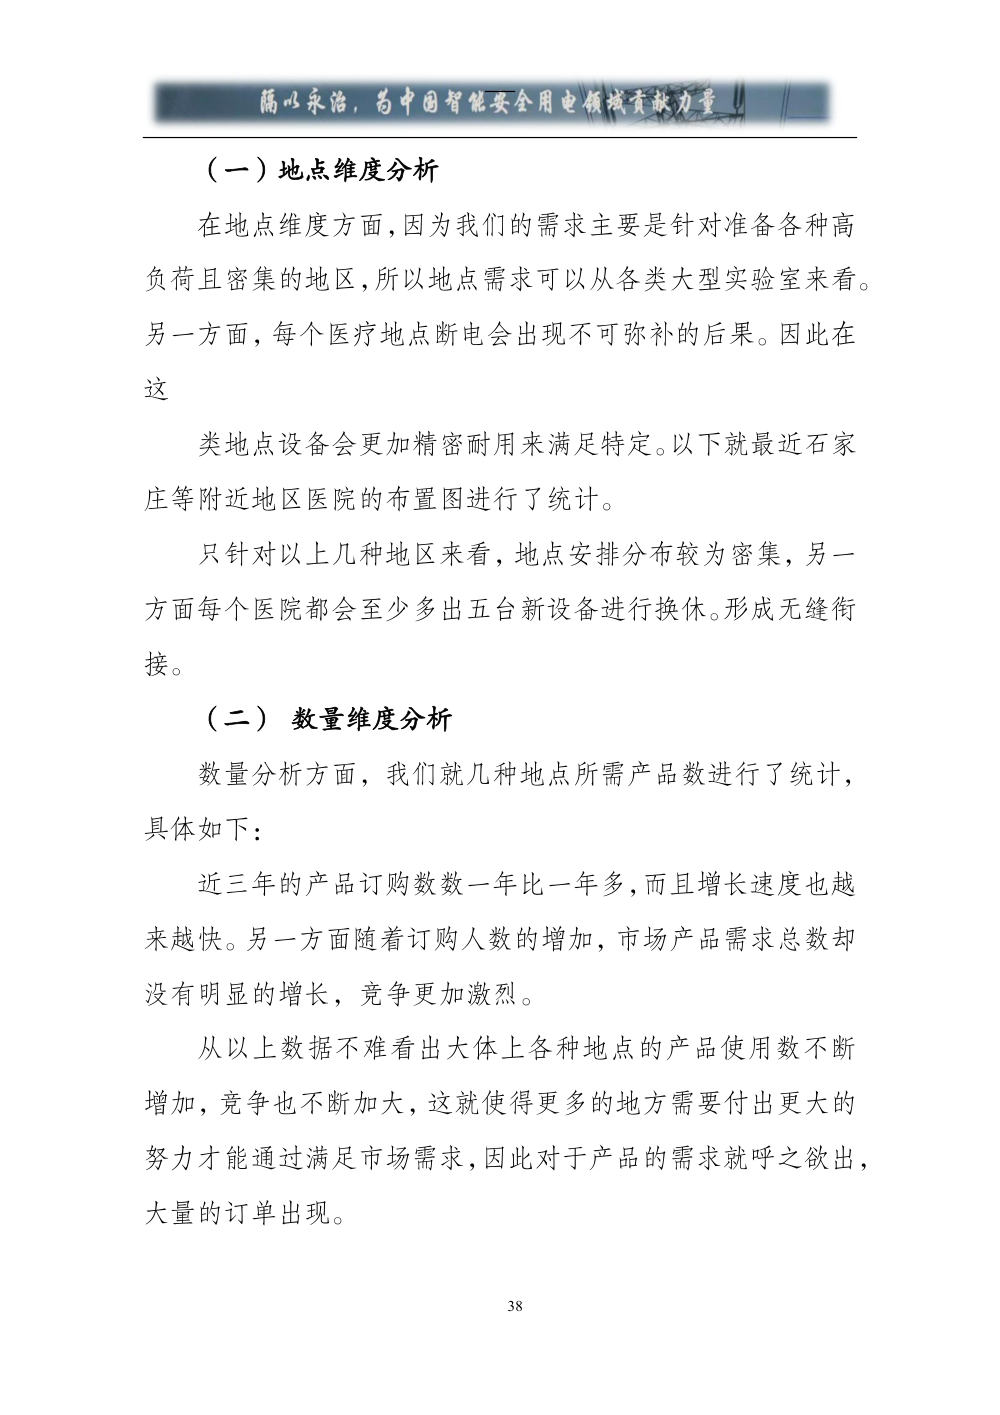 隔以永治，为中国智能安全用电领域贡献力量
（一）地点维度分析
在地点维度方面，因为我们的需求主要是针对准备各种高
负荷且密集的地区，所以地点需求可以从各类大型实验室来看。
另一方面，每个医疗地点断电会出现不可弥补的后果。因此在
这
类地点设备会更加精密耐用来满足特定。以下就最近石家
庄等附近地区医院的布置图进行了统计。
只针对以上几种地区来看，地点安排分布较为密集，另一
方面每个医院都会至少多出五台新设备进行换休。形成无缝衔
接。
（二） 数量维度分析
数量分析方面，我们就几种地点所需产品数进行了统计，
具体如下：
近三年的产品订购数数一年比一年多，而且增长速度也越
来越快。另一方面随着订购人数的增加，市场产品需求总数却
没有明显的增长，竞争更加激烈。
从以上数据不难看出大体上各种地点的产品使用数不断
增加，竞争也不断加大，这就使得更多的地方需要付出更大的
努力才能通过满足市场需求，因此对于产品的需求就呼之欲出，
大量的订单出现。
38